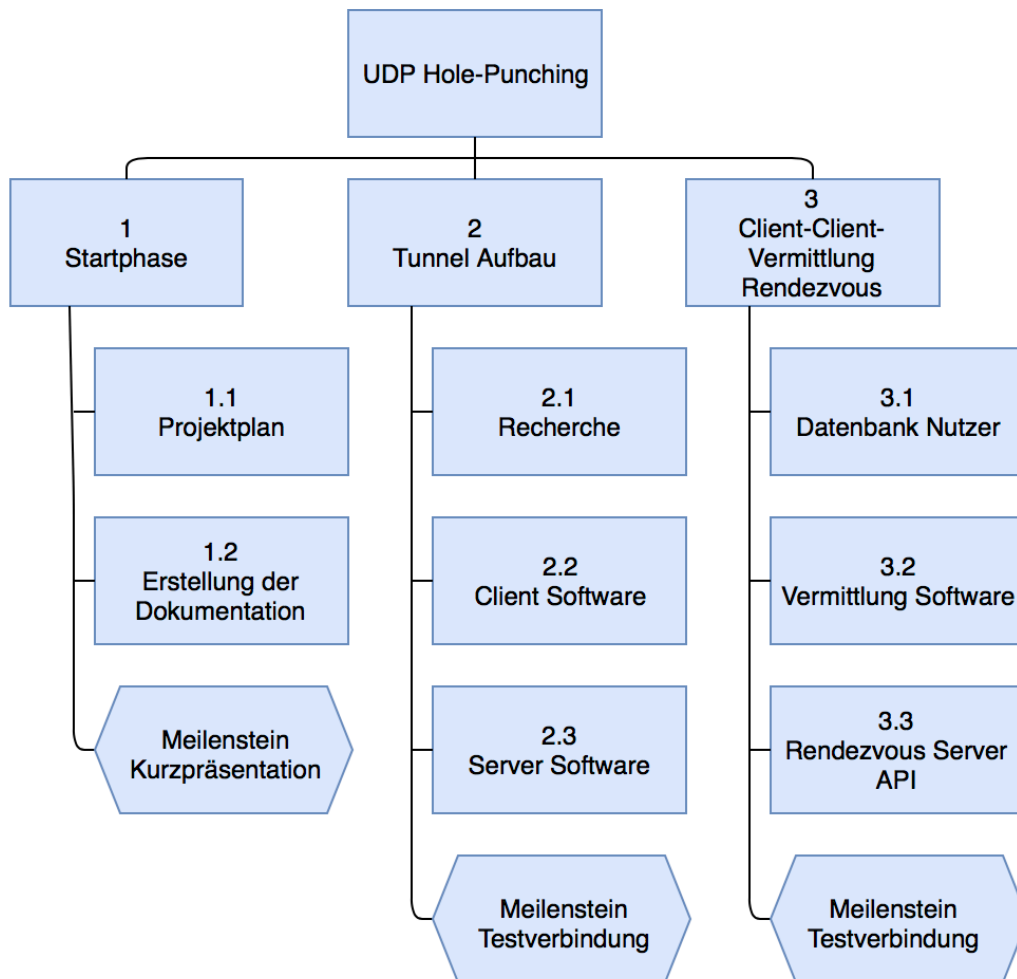 UDP Hole-Punching
1
Startphase
2
Tunnel Aufbau
3
Client-Client-
Vermittlung
Rendezvous
1.1
Projektplan
2.1
Recherche
3.1
Datenbank Nutzer
1.2
Erstellung der
Dokumentation
2.2
Client Software
3.2
Vermittlung Software
Meilenstein
Kurzpräsentation
2.3
Server Software
3.3
Rendezvous Server
API
Meilenstein
Testverbindung
Meilenstein
Testverbindung